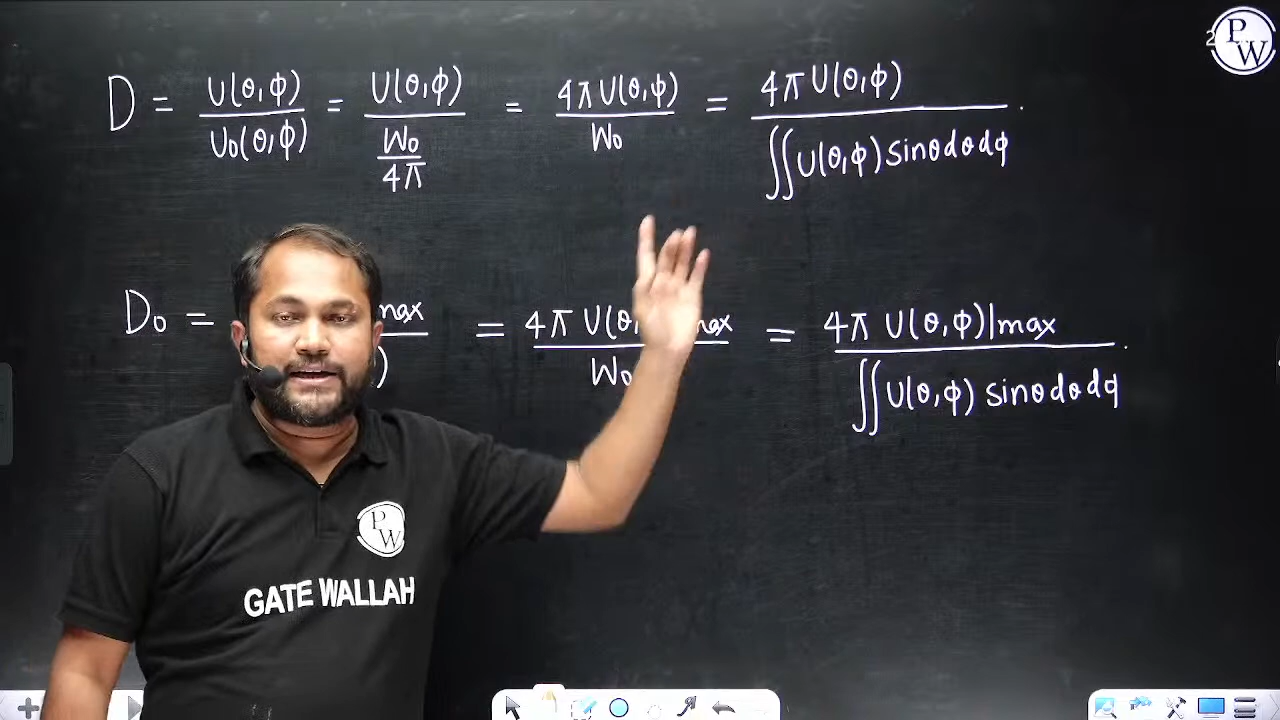 D = U(θ,φ) / U₀(θ,φ) = U(θ,φ) / (W₀/4π) = 4π U(θ,φ) / W₀ = 4π U(θ,φ) / ∬U(θ,φ) sinθ dθ dφ
D₀ = max / ) = 4π U(θ, max / W₀ = 4π U(θ,φ)|max / ∬U(θ,φ) sinθ dθ dφ
PW
PW
GATE WALLAH